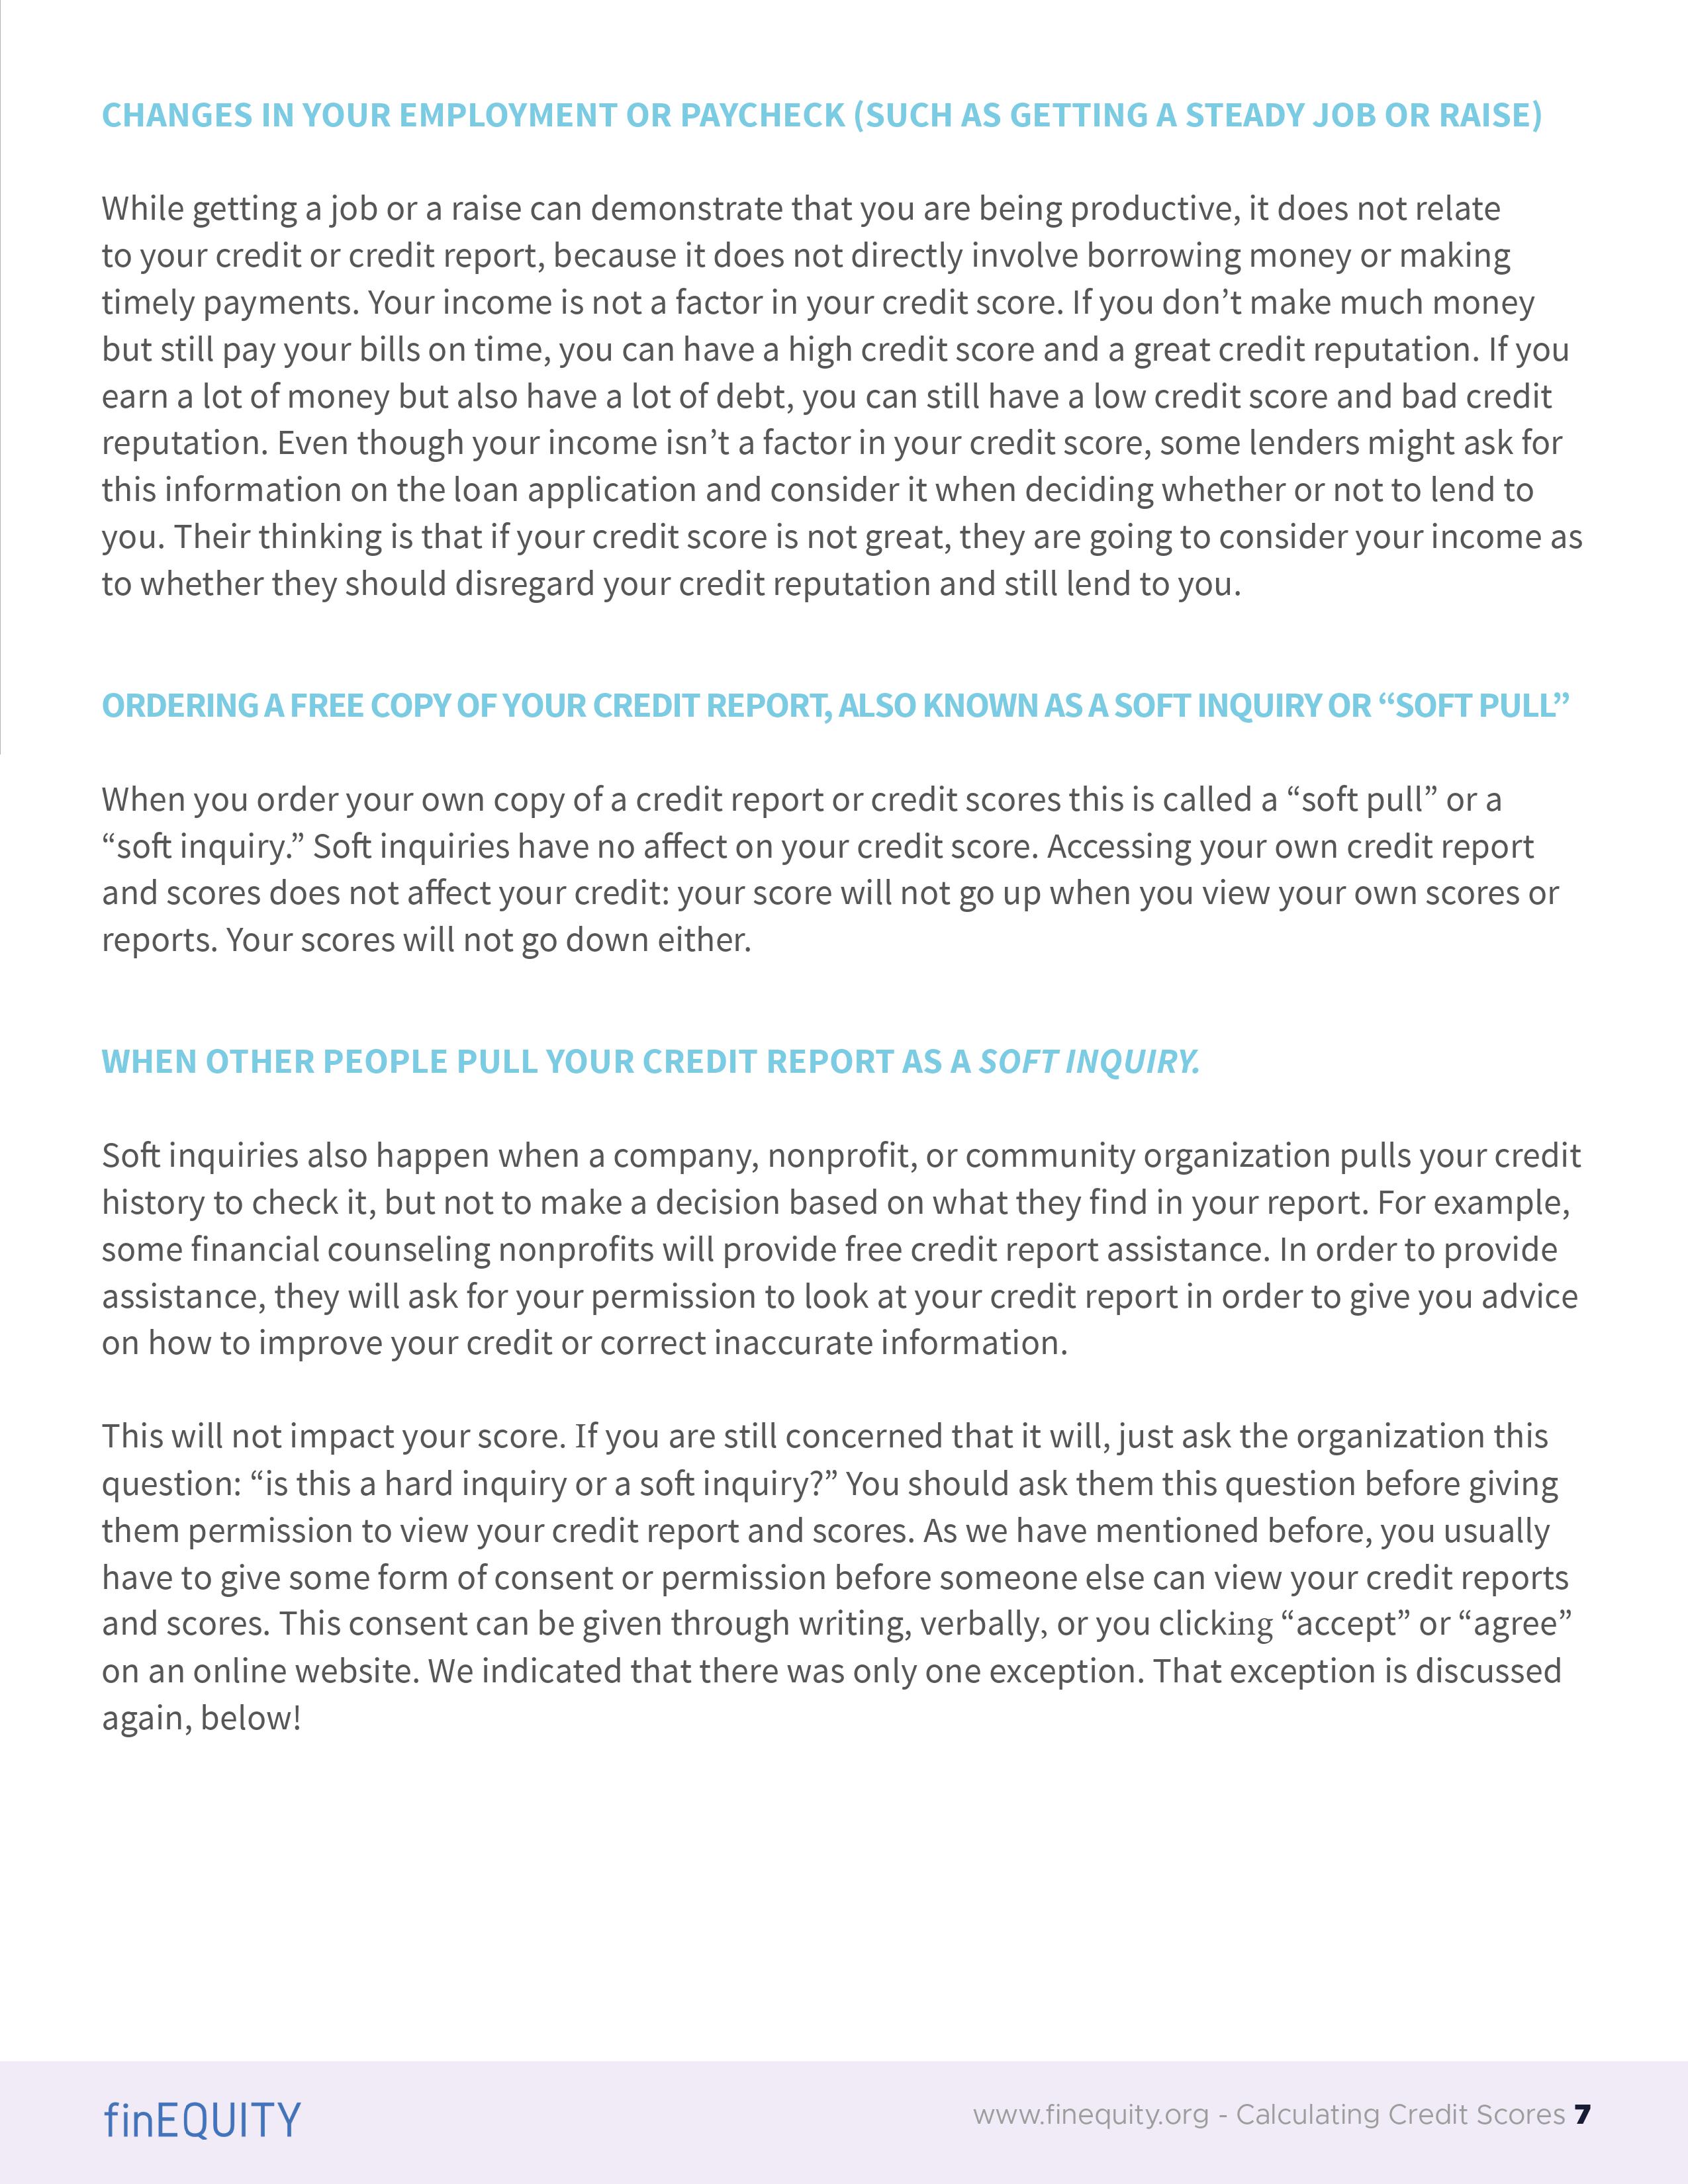 CHANGES IN YOUR EMPLOYMENT OR PAYCHECK (SUCH AS GETTING A STEADY JOB OR RAISE)
While getting a job or a raise can demonstrate that you are being productive, it does not relate
to your credit or credit report, because it does not directly involve borrowing money or making
timely payments. Your income is not a factor in your credit score. If you don’t make much money
but still pay your bills on time, you can have a high credit score and a great credit reputation. If you
earn a lot of money but also have a lot of debt, you can still have a low credit score and bad credit
reputation. Even though your income isn’t a factor in your credit score, some lenders might ask for
this information on the loan application and consider it when deciding whether or not to lend to
you. Their thinking is that if your credit score is not great, they are going to consider your income as
to whether they should disregard your credit reputation and still lend to you.
ORDERING A FREE COPY OF YOUR CREDIT REPORT, ALSO KNOWN AS A SOFT INQUIRY OR “SOFT PULL”
When you order your own copy of a credit report or credit scores this is called a “soft pull” or a
“soft inquiry.” Soft inquiries have no affect on your credit score. Accessing your own credit report
and scores does not affect your credit: your score will not go up when you view your own scores or
reports. Your scores will not go down either.
WHEN OTHER PEOPLE PULL YOUR CREDIT REPORT AS A SOFT INQUIRY.
Soft inquiries also happen when a company, nonprofit, or community organization pulls your credit
history to check it, but not to make a decision based on what they find in your report. For example,
some financial counseling nonprofits will provide free credit report assistance. In order to provide
assistance, they will ask for your permission to look at your credit report in order to give you advice
on how to improve your credit or correct inaccurate information.
This will not impact your score. If you are still concerned that it will, just ask the organization this
question: “is this a hard inquiry or a soft inquiry?” You should ask them this question before giving
them permission to view your credit report and scores. As we have mentioned before, you usually
have to give some form of consent or permission before someone else can view your credit reports
and scores. This consent can be given through writing, verbally, or you clicking “accept” or “agree”
on an online website. We indicated that there was only one exception. That exception is discussed
again, below!
finEQUITY
www.finequity.org - Calculating Credit Scores 7